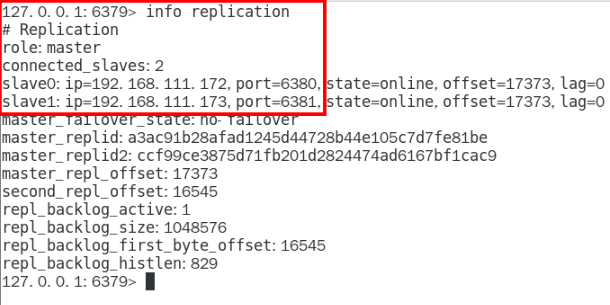 127.0.0.1:6379> info replication
# Replication
role:master
connected_slaves:2
slave0:ip=192.168.111.172,port=6380,state=online,offset=17373,lag=0
slave1:ip=192.168.111.173,port=6381,state=online,offset=17373,lag=0
master_failover_state:no-failover
master_replid:a3ac91b28afad1245d44728b44e105c7d7fe81be
master_replid2:ccf99ce3875d71fb201d2824474ad6167bf1cac9
master_repl_offset:17373
second_repl_offset:16545
repl_backlog_active:1
repl_backlog_size:1048576
repl_backlog_first_byte_offset:16545
repl_backlog_histlen:829
127.0.0.1:6379>